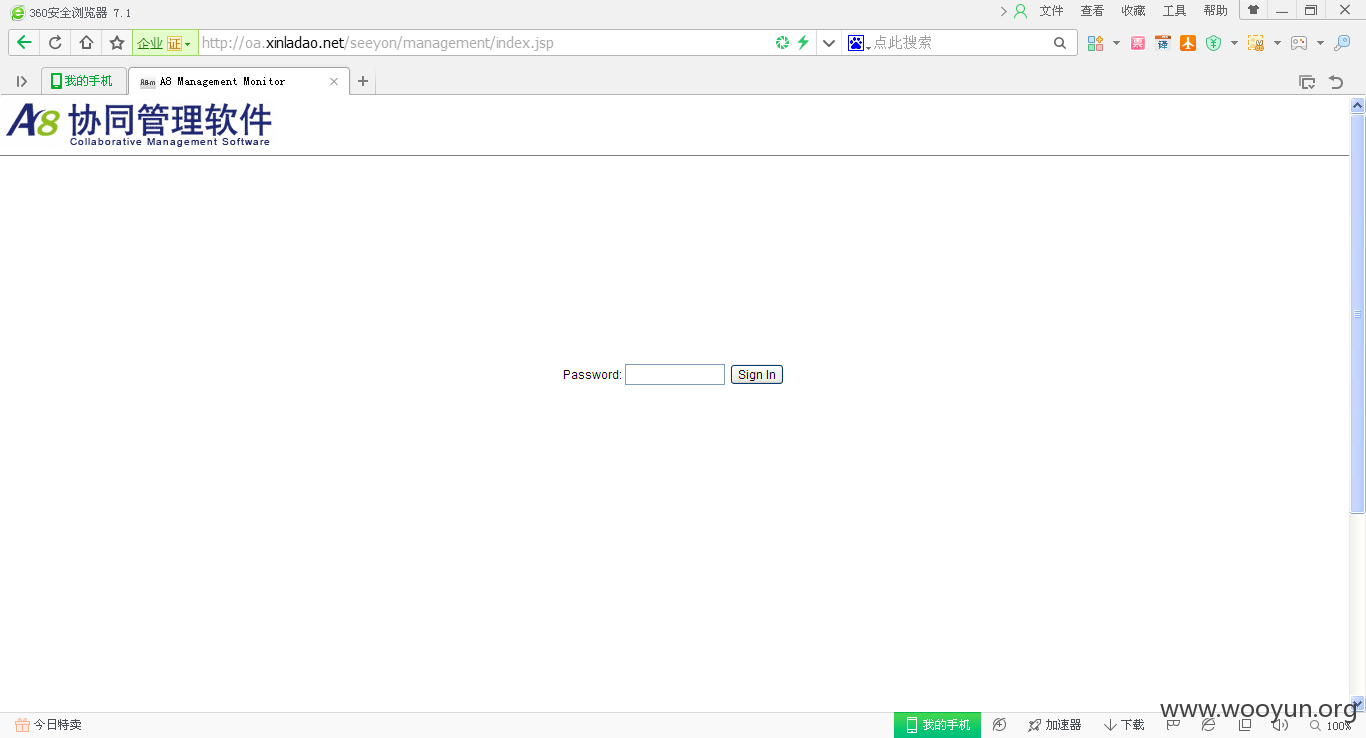 360安全浏览器 7.1
文件 查看 收藏 工具 帮助
企业 证 http://oa.xinladao.net/seeyon/management/index.jsp 点此搜索
我的手机 A8-m A8 Management Monitor
A8 协同管理软件
Collaborative Management Software
Password: Sign In
今日特卖 我的手机 加速器 下载 100%
www.wooyun.org